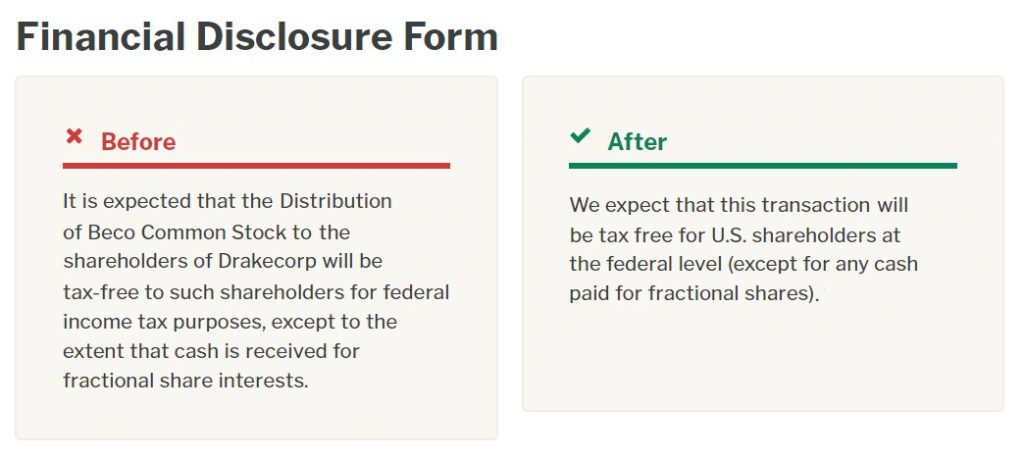 Financial Disclosure Form
Before
It is expected that the Distribution
of Beco Common Stock to the
shareholders of Drakecorp will be
tax-free to such shareholders for federal
income tax purposes, except to the
extent that cash is received for
fractional share interests.
After
We expect that this transaction will
be tax free for U.S. shareholders at
the federal level (except for any cash
paid for fractional shares).